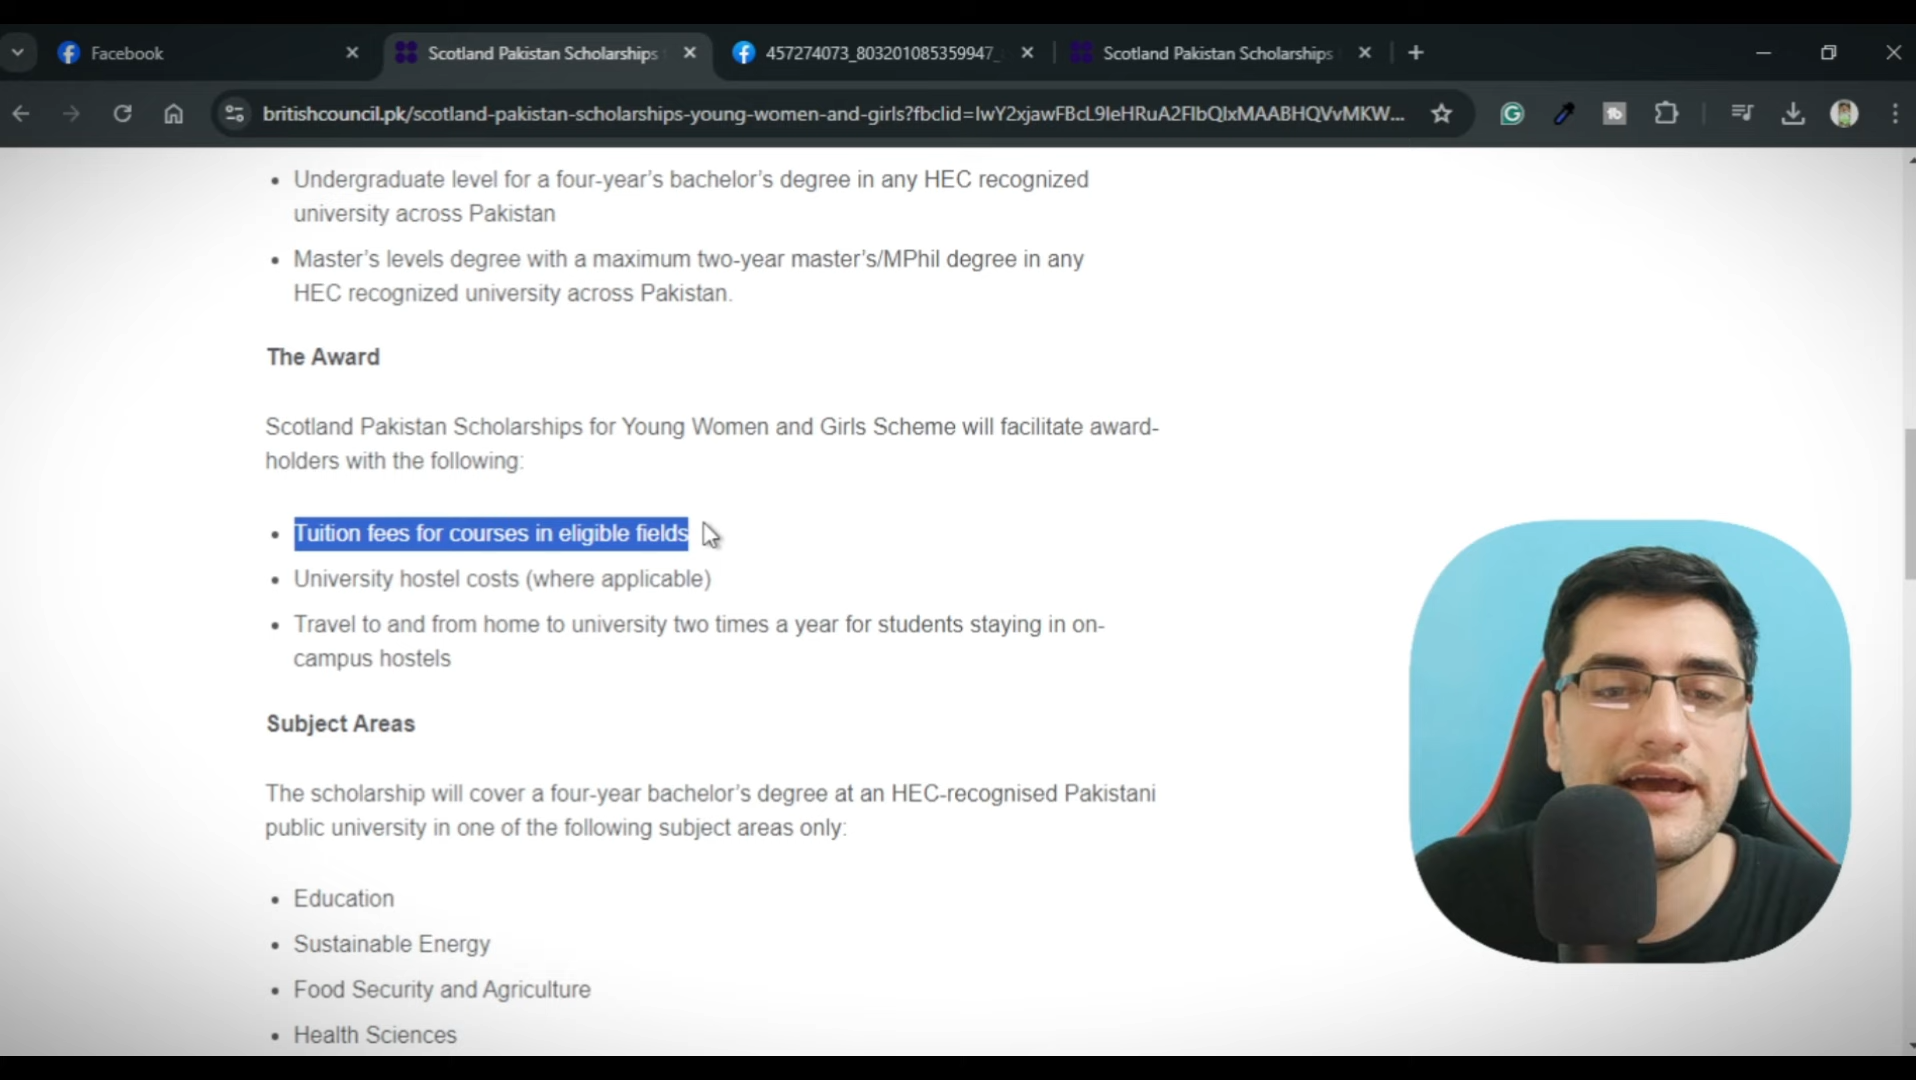 Facebook
Scotland Pakistan Scholarships
457274073_803201085359947_
Scotland Pakistan Scholarships
britishcouncil.pk/scotland-pakistan-scholarships-young-women-and-girls?fbclid=IwY2xjawFBcL9leHRuA2FlbQIxMAABHQVvMKW...
• Undergraduate level for a four-year’s bachelor’s degree in any HEC recognized
university across Pakistan
• Master’s levels degree with a maximum two-year master’s/MPhil degree in any
HEC recognized university across Pakistan.
The Award
Scotland Pakistan Scholarships for Young Women and Girls Scheme will facilitate award-
holders with the following:
• Tuition fees for courses in eligible fields
• University hostel costs (where applicable)
• Travel to and from home to university two times a year for students staying in on-
campus hostels
Subject Areas
The scholarship will cover a four-year bachelor’s degree at an HEC-recognised Pakistani
public university in one of the following subject areas only:
• Education
• Sustainable Energy
• Food Security and Agriculture
• Health Sciences